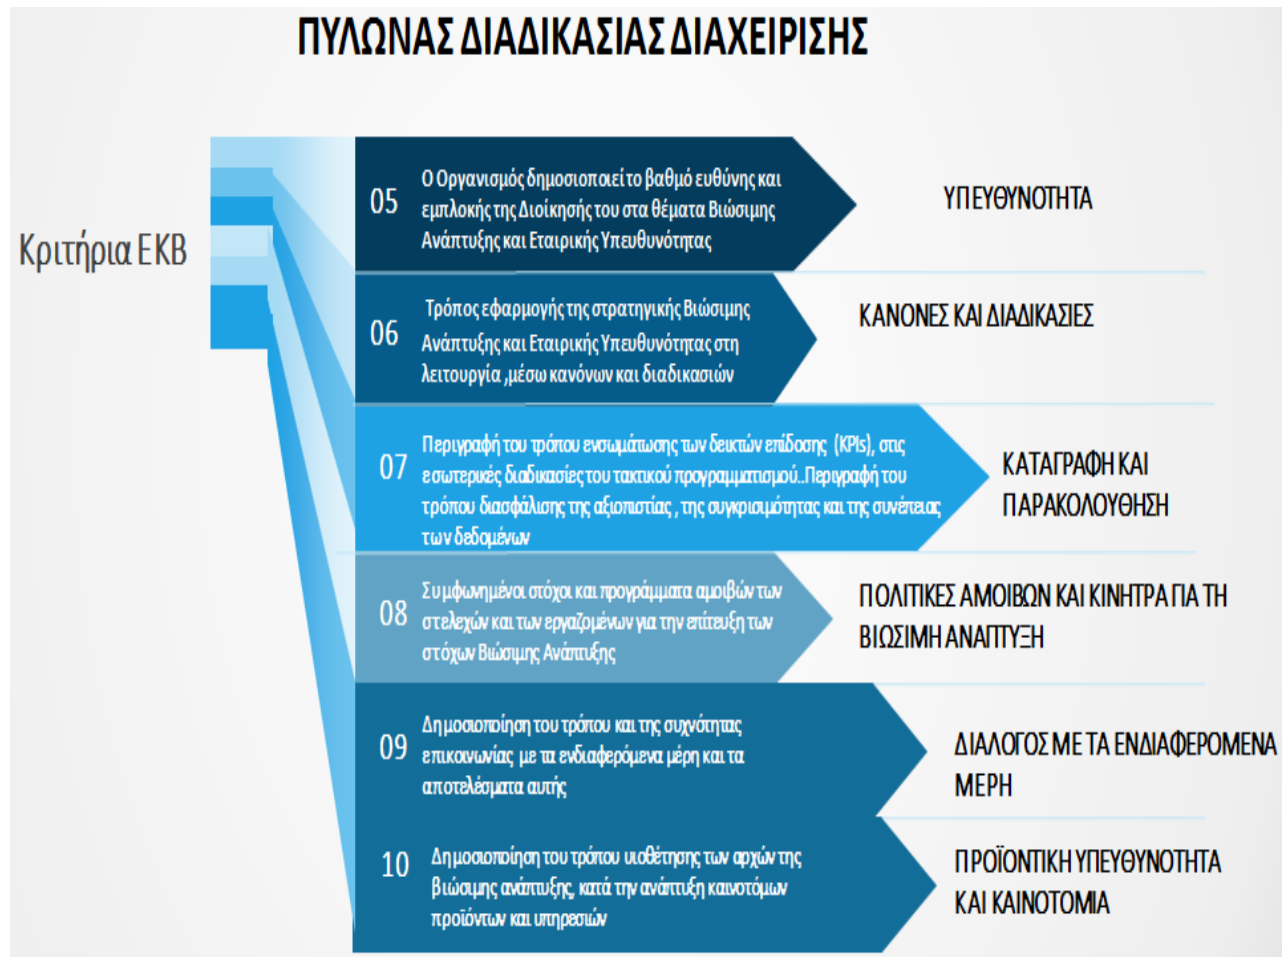 ΠΥΛΩΝΑΣ ΔΙΑΔΙΚΑΣΙΑΣ ΔΙΑΧΕΙΡΙΣΗΣ
Κριτήρια ΕΚΒ
05
Ο Οργανισμός δημοσιοποιεί το βαθμό ευθύνης και
εμπλοκής της Διοίκησής του στα θέματα Βιώσιμης
Ανάπτυξης και Εταιρικής Υπευθυνότητας
ΥΠΕΥΘΥΝΟΤΗΤΑ
06
Τρόπος εφαρμογής της στρατηγικής Βιώσιμης
Ανάπτυξης και Εταιρικής Υπευθυνότητας στη
λειτουργία ,μέσω κανόνων και διαδικασιών
ΚΑΝΟΝΕΣ ΚΑΙ ΔΙΑΔΙΚΑΣΙΕΣ
07
Περιγραφή του τρόπου ενσωμάτωσης των δεικτών επίδοσης (KPIs), στις
εσωτερικές διαδικασίες του τακτικού προγραμματισμού..Περιγραφή του
τρόπου διασφάλισης της αξιοπιστίας , της συγκρισιμότητας και της συνέπειας
των δεδομένων
ΚΑΤΑΓΡΑΦΗ ΚΑΙ
ΠΑΡΑΚΟΛΟΥΘΗΣΗ
08
Συμφωνημένοι στόχοι και προγράμματα αμοιβών των
στελεχών και των εργαζομένων για την επίτευξη των
στόχων Βιώσιμης Ανάπτυξης
ΠΟΛΙΤΙΚΕΣ ΑΜΟΙΒΩΝ ΚΑΙ ΚΙΝΗΤΡΑ ΓΙΑ ΤΗ
ΒΙΩΣΙΜΗ ΑΝΑΠΤΥΞΗ
09
Δημοσιοποίηση του τρόπου και της συχνότητας
επικοινωνίας με τα ενδιαφερόμενα μέρη και τα
αποτελέσματα αυτής
ΔΙΑΛΟΓΟΣ ΜΕ ΤΑ ΕΝΔΙΑΦΕΡΟΜΕΝΑ
ΜΕΡΗ
10
Δημοσιοποίηση του τρόπου υιοθέτησης των αρχών της
βιώσιμης ανάπτυξης, κατά την ανάπτυξη καινοτόμων
προϊόντων και υπηρεσιών
ΠΡΟΪΟΝΤΙΚΗ ΥΠΕΥΘΥΝΟΤΗΤΑ
ΚΑΙ ΚΑΙΝΟΤΟΜΙΑ